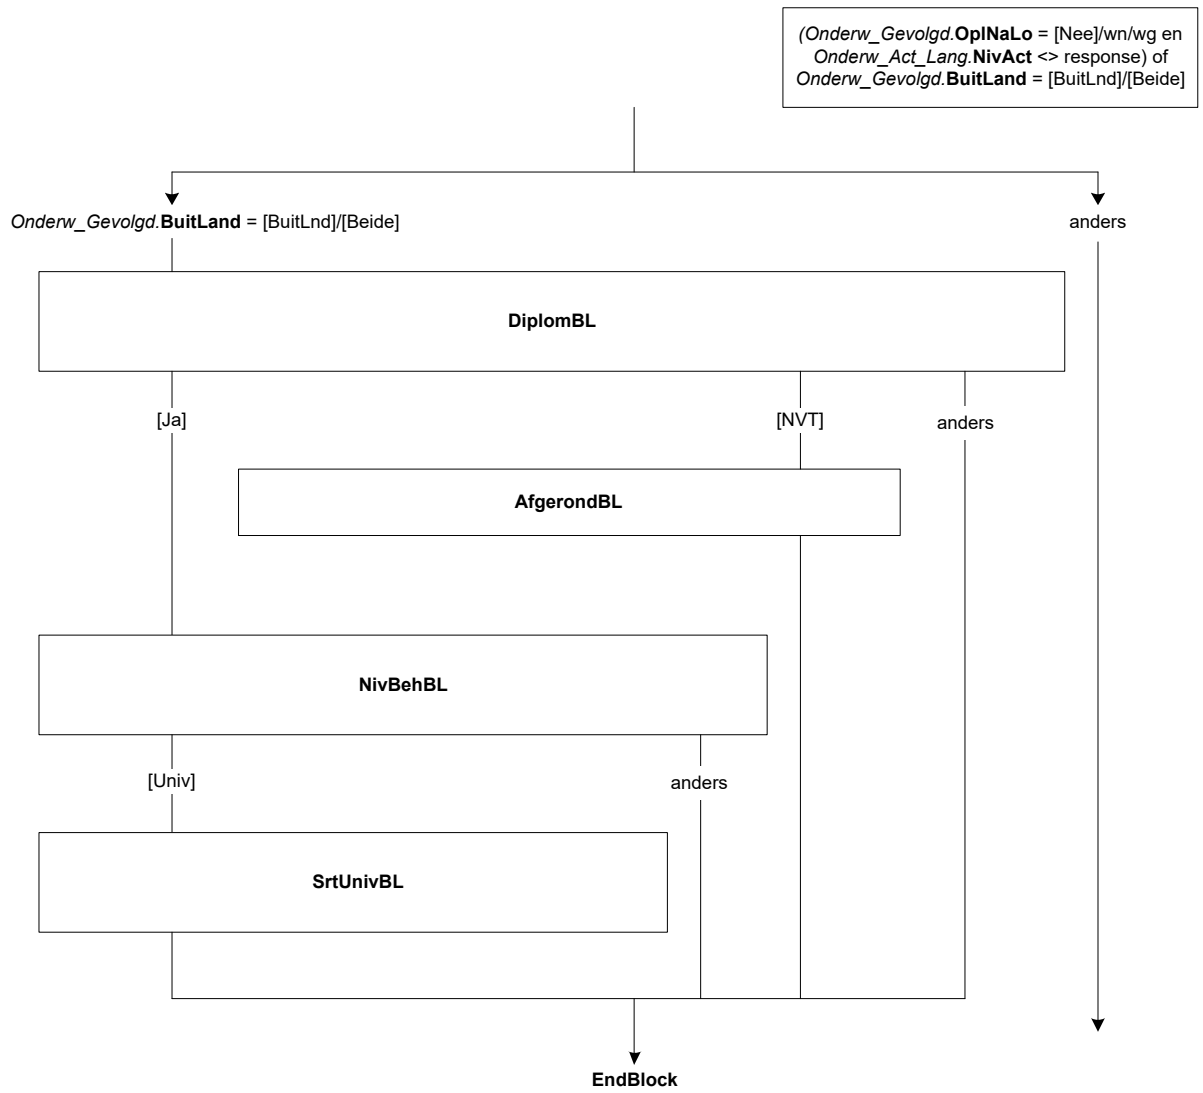 (Onderw_Gevolgd.OplNaLo = [Nee]/wn/wg en
Onderw_Act_Lang.NivAct <> response) of
Onderw_Gevolgd.BuitLand = [BuitLnd]/[Beide]
Onderw_Gevolgd.BuitLand = [BuitLnd]/[Beide]
anders
DiplomBL
[Ja]
[NVT]
anders
AfgerondBL
NivBehBL
[Univ]
anders
SrtUnivBL
EndBlock